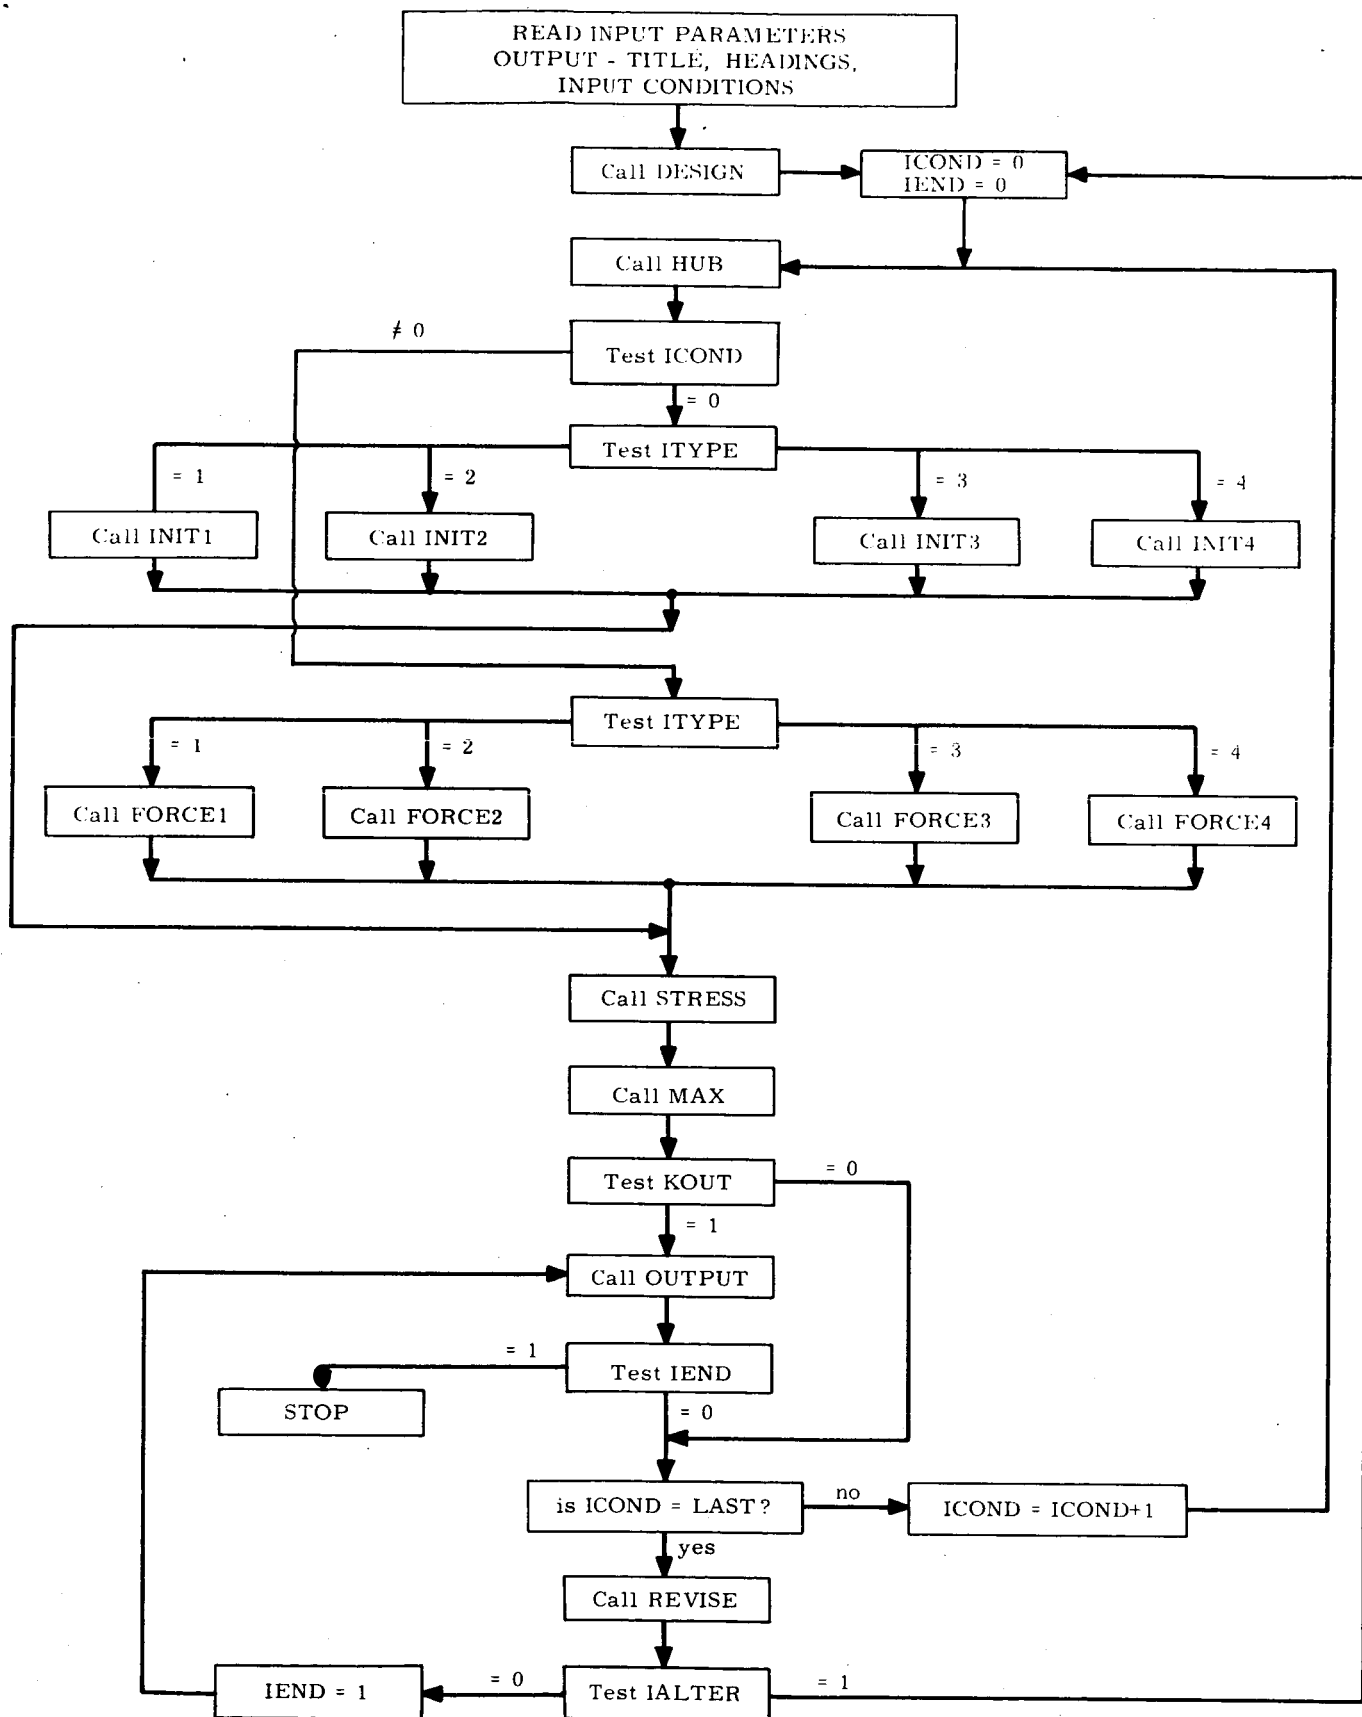 READ INPUT PARAMETERS
OUTPUT - TITLE, HEADINGS,
INPUT CONDITIONS
Call DESIGN
ICOND = 0
IEND = 0
Call HUB
≠ 0
Test ICOND
= 0
Test ITYPE
= 1
= 2
= 3
= 4
Call INIT1
Call INIT2
Call INIT3
Call INIT4
Test ITYPE
= 1
= 2
= 3
= 4
Call FORCE1
Call FORCE2
Call FORCE3
Call FORCE4
Call STRESS
Call MAX
Test KOUT
= 0
= 1
Call OUTPUT
= 1
Test IEND
STOP
= 0
is ICOND = LAST?
no
ICOND = ICOND+1
yes
Call REVISE
IEND = 1
= 0
Test IALTER
= 1